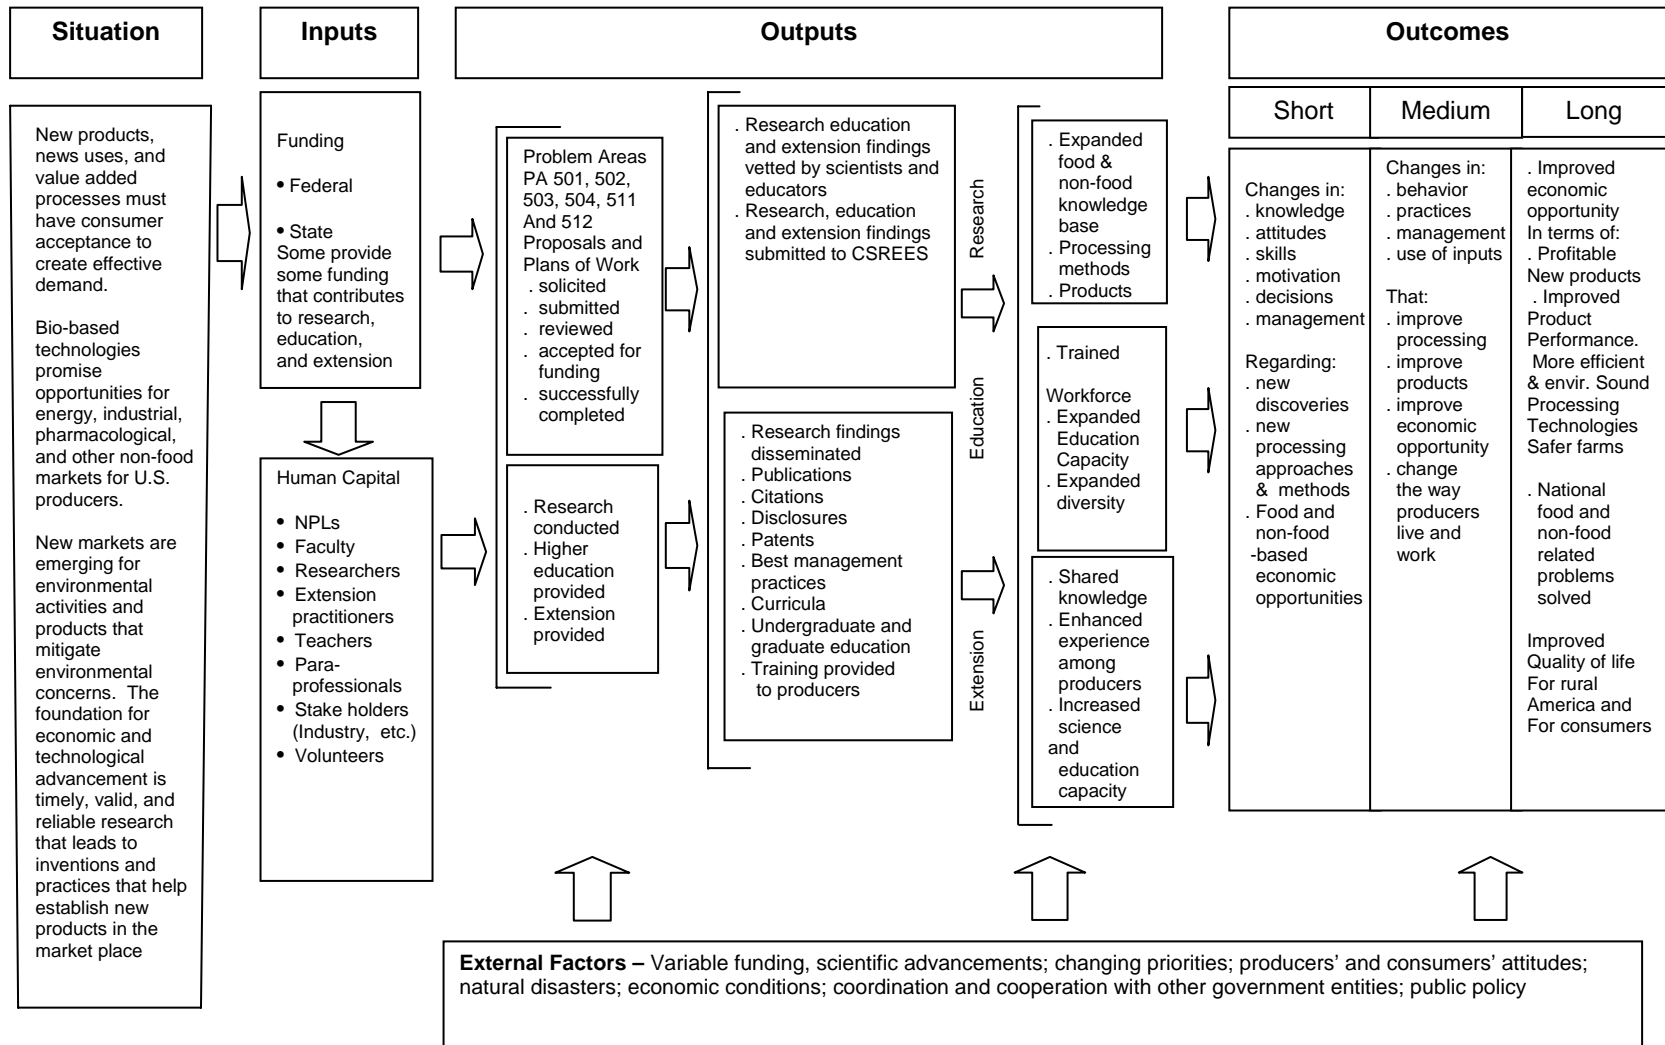 Situation
Inputs
Outputs
Outcomes
Short
Medium
Long
New products,
news uses, and
value added
processes must
have consumer
acceptance to
create effective
demand.
Bio-based
technologies
promise
opportunities for
energy, industrial,
pharmacological,
and other non-food
markets for U.S.
producers.
New markets are
emerging for
environmental
activities and
products that
mitigate
environmental
concerns. The
foundation for
economic and
technological
advancement is
timely, valid, and
reliable research
that leads to
inventions and
practices that help
establish new
products in the
market place
Funding
• Federal
• State
Some provide
some funding
that contributes
to research,
education,
and extension
Human Capital
• NPLs
• Faculty
• Researchers
• Extension
practitioners
• Teachers
• Para-
professionals
• Stake holders
(Industry, etc.)
• Volunteers
Problem Areas
PA 501, 502,
503, 504, 511
And 512
Proposals and
Plans of Work
. solicited
. submitted
. reviewed
. accepted for
funding
. successfully
completed
. Research
conducted
. Higher
education
provided
. Extension
provided
. Research education
and extension findings
vetted by scientists and
educators
. Research, education
and extension findings
submitted to CSREES
. Research findings
disseminated
. Publications
. Citations
. Disclosures
. Patents
. Best management
practices
. Curricula
. Undergraduate and
graduate education
. Training provided
to producers
Research
Education
Extension
. Expanded
food &
non-food
knowledge
base
. Processing
methods
. Products
. Trained
Workforce
. Expanded
Education
Capacity
. Expanded
diversity
. Shared
knowledge
. Enhanced
experience
among
producers
. Increased
science
and
education
capacity
Changes in:
. knowledge
. attitudes
. skills
. motivation
. decisions
. management
Regarding:
. new
discoveries
. new
processing
approaches
& methods
. Food and
non-food
-based
economic
opportunities
Changes in:
. behavior
. practices
. management
. use of inputs
That:
. improve
processing
. improve
products
. improve
economic
opportunity
. change
the way
producers
live and
work
. Improved
economic
opportunity
In terms of:
. Profitable
New products
. Improved
Product
Performance.
More efficient
& envir. Sound
Processing
Technologies
Safer farms
. National
food and
non-food
related
problems
solved
Improved
Quality of life
For rural
America and
For consumers
External Factors – Variable funding, scientific advancements; changing priorities; producers’ and consumers’ attitudes;
natural disasters; economic conditions; coordination and cooperation with other government entities; public policy